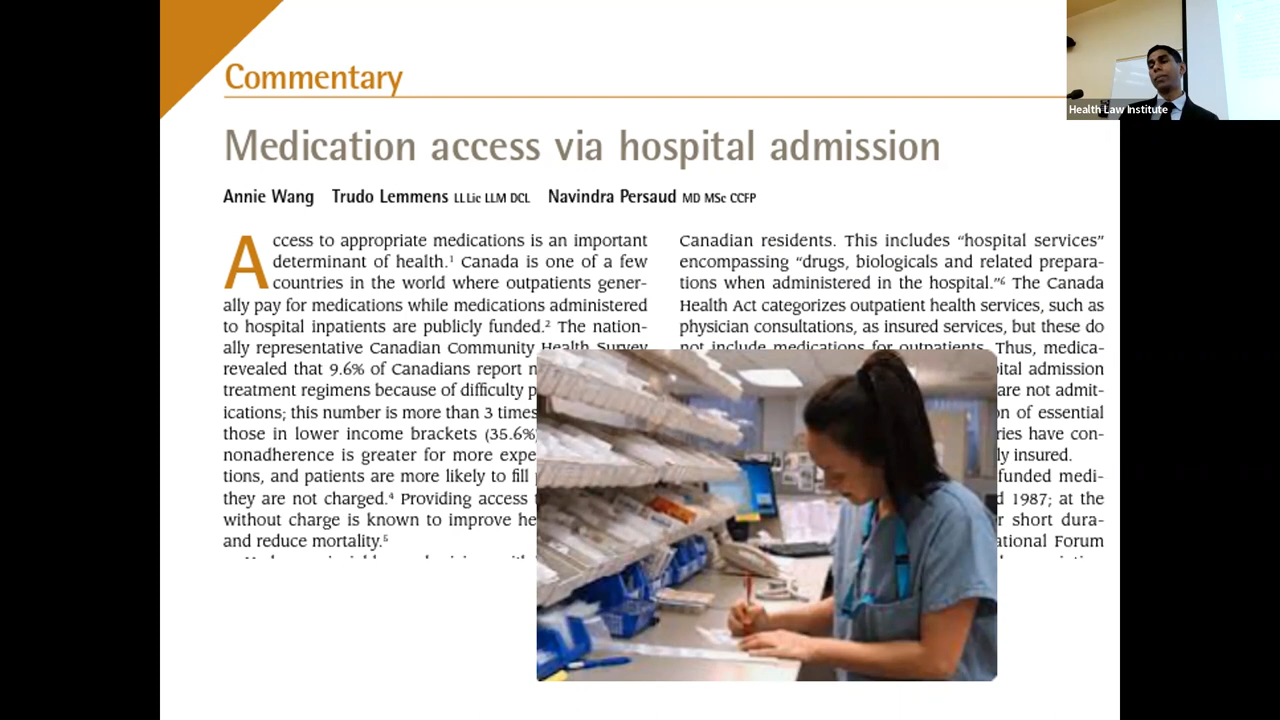 Commentary
Medication access via hospital admission
Annie Wang Trudo Lemmens LLLic LLM DCL Navindra Persaud MD MSc CCFP
Access to appropriate medications is an important
determinant of health.¹ Canada is one of a few
countries in the world where outpatients gener-
ally pay for medications while medications administered
to hospital inpatients are publicly funded.² The nation-
ally representative Canadian Community Health Survey
revealed that 9.6% of Canadians report
treatment regimens because of difficulty
ications; this number is more than 3 times
those in lower income brackets (35.6%
nonadherence is greater for more
tions, and patients are more likely to fill
they are not charged.⁴ Providing access
without charge is known to improve
and reduce mortality.⁵
Canadian residents. This includes “hospital services”
encompassing “drugs, biologicals and related prepara-
tions when administered in the hospital.”⁶ The Canada
Health Act categorizes outpatient health services, such as
physician consultations, as insured services, but these do
not include medications for outpatients. Thus, medica-
admission
are not admit-
of essential
have con-
insured.
funded medi-
1987; at the
short dura-
Forum
Health Law Institute